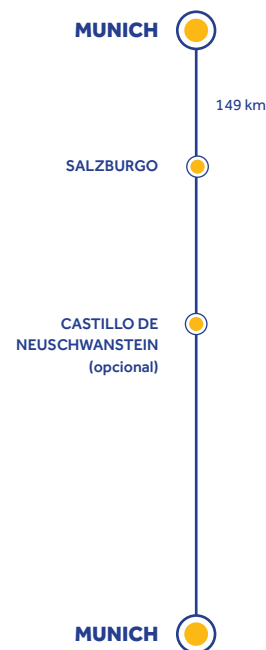 MUNICH
149 km
SALZBURGO
CASTILLO DE
NEUSCHWANSTEIN
(opcional)
MUNICH